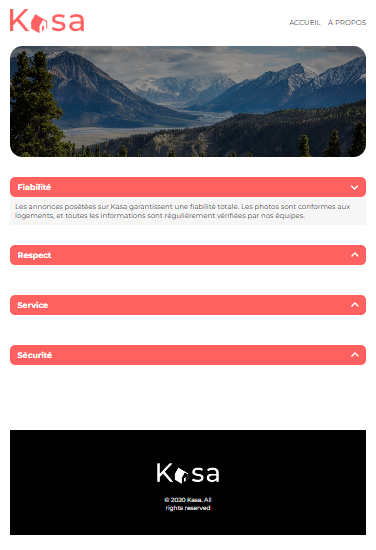 Kasa
ACCUEIL A PROPOS
Fiabilité
Les annonces posétées sur Kasa garantissent une fiabilité totale. Les photos sont conformes aux
logements, et toutes les informations sont régulièrement vérifiées par nos équipes.
Respect
Service
Sécurité
Kasa
© 2020 Kasa. All
rights reserved